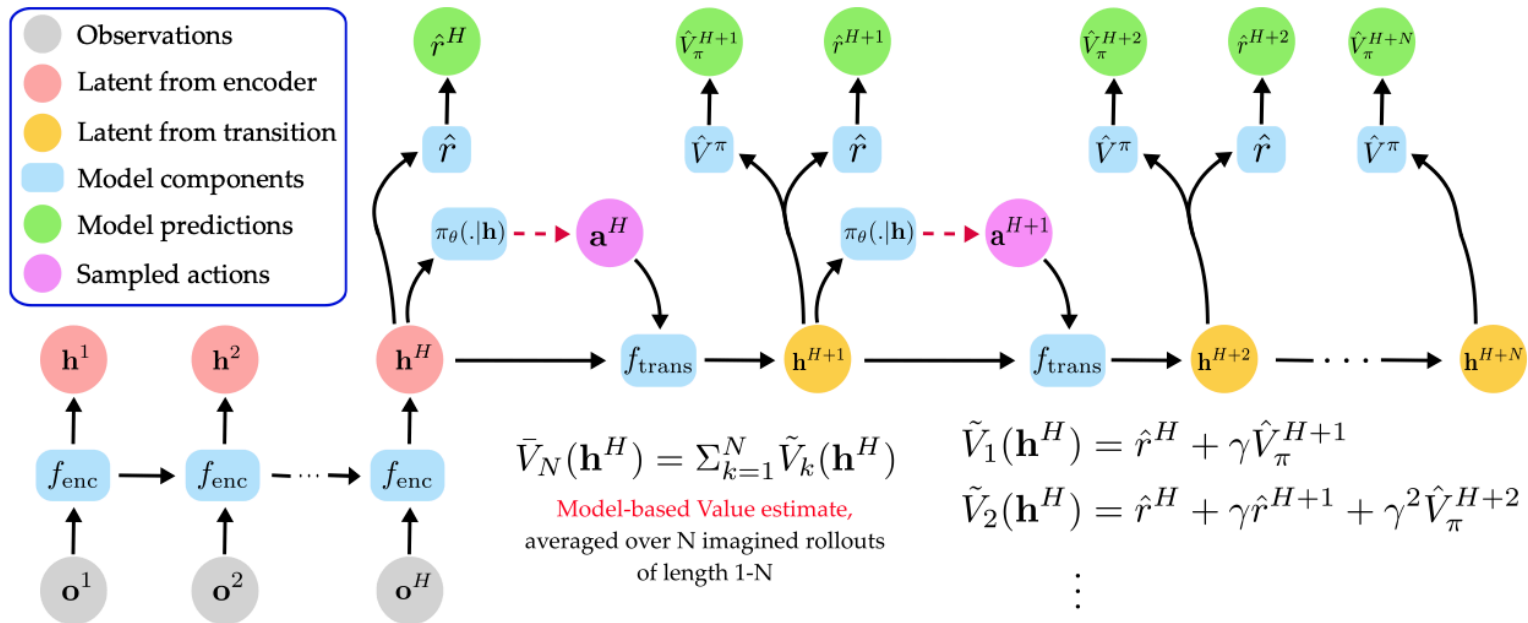 Observations
Latent from encoder
Latent from transition
Model components
Model predictions
Sampled actions
r̂^H
V̂_π^{H+1}
r̂^{H+1}
V̂_π^{H+2}
r̂^{H+2}
V̂_π^{H+N}
r̂
V̂^π
r̂
V̂^π
r̂
V̂^π
π_θ(.|h)
a^H
π_θ(.|h)
a^{H+1}
h^1
h^2
h^H
f_trans
h^{H+1}
f_trans
h^{H+2}
· · ·
h^{H+N}
f_enc
f_enc
···
f_enc
o^1
o^2
o^H
V̄_N(h^H) = Σ_{k=1}^N Ṽ_k(h^H)
Model-based Value estimate,
averaged over N imagined rollouts
of length 1-N
Ṽ_1(h^H) = r̂^H + γV̂_π^{H+1}
Ṽ_2(h^H) = r̂^H + γr̂^{H+1} + γ^2V̂_π^{H+2}
⋮